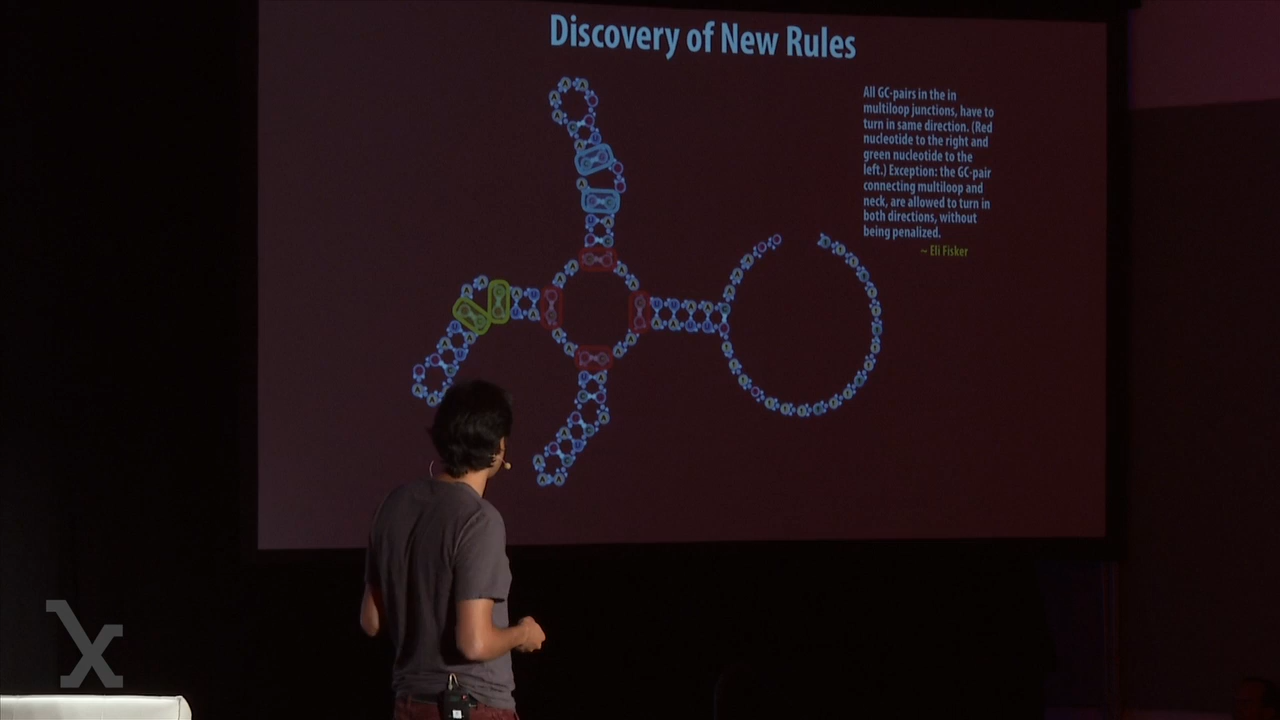 Discovery of New Rules
All GC-pairs in the in
multiloop junctions, have to
turn in same direction. (Red
nucleotide to the right and
green nucleotide to the
left.) Exception: the GC-pair
connecting multiloop and
neck, are allowed to turn in
both directions, without
being penalized.
~ Eli Fisker